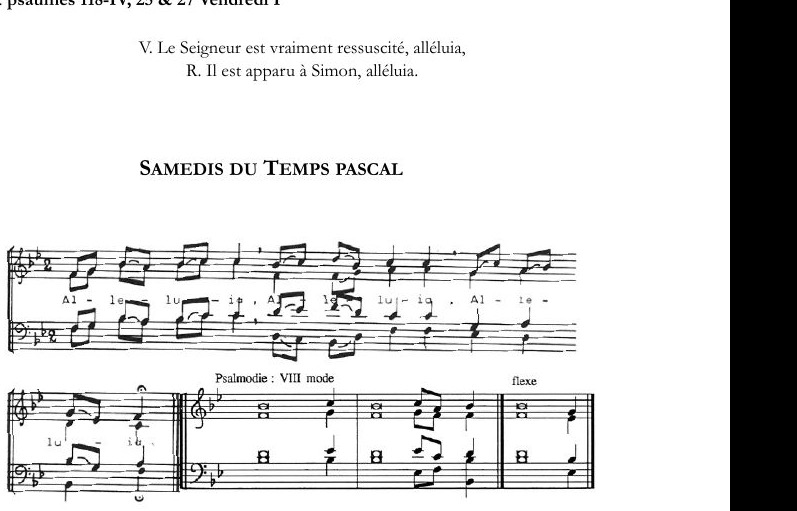 psaumes 118-IV, 25 & 27 Vendredi I
V. Le Seigneur est vraiment ressuscité, alléluia,
R. Il est apparu à Simon, alléluia.
SAMEDIS DU TEMPS PASCAL
Al - le - lu - ia , Al - le - lu - ia . Al - le -
Psalmodie : VIII mode
flexe
lu - ia .